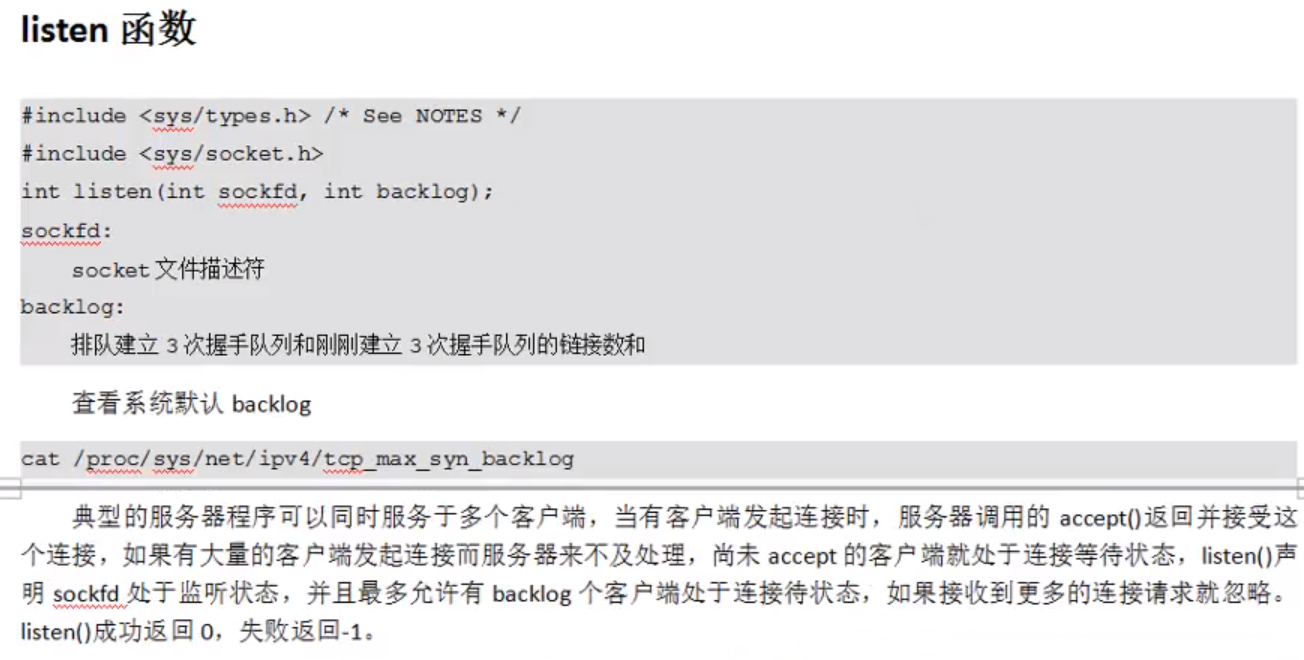 listen 函数
#include <sys/types.h> /* See NOTES */
#include <sys/socket.h>
int listen(int sockfd, int backlog);
sockfd:
socket 文件描述符
backlog:
排队建立 3 次握手队列和刚刚建立 3 次握手队列的链接数和
查看系统默认 backlog
cat /proc/sys/net/ipv4/tcp_max_syn_backlog
典型的服务器程序可以同时服务于多个客户端，当有客户端发起连接时，服务器调用的 accept()返回并接受这
个连接，如果有大量的客户端发起连接而服务器来不及处理，尚未 accept 的客户端就处于连接等待状态，listen()声
明 sockfd 处于监听状态，并且最多允许有 backlog 个客户端处于连接待状态，如果接收到更多的连接请求就忽略。
listen()成功返回 0，失败返回-1。